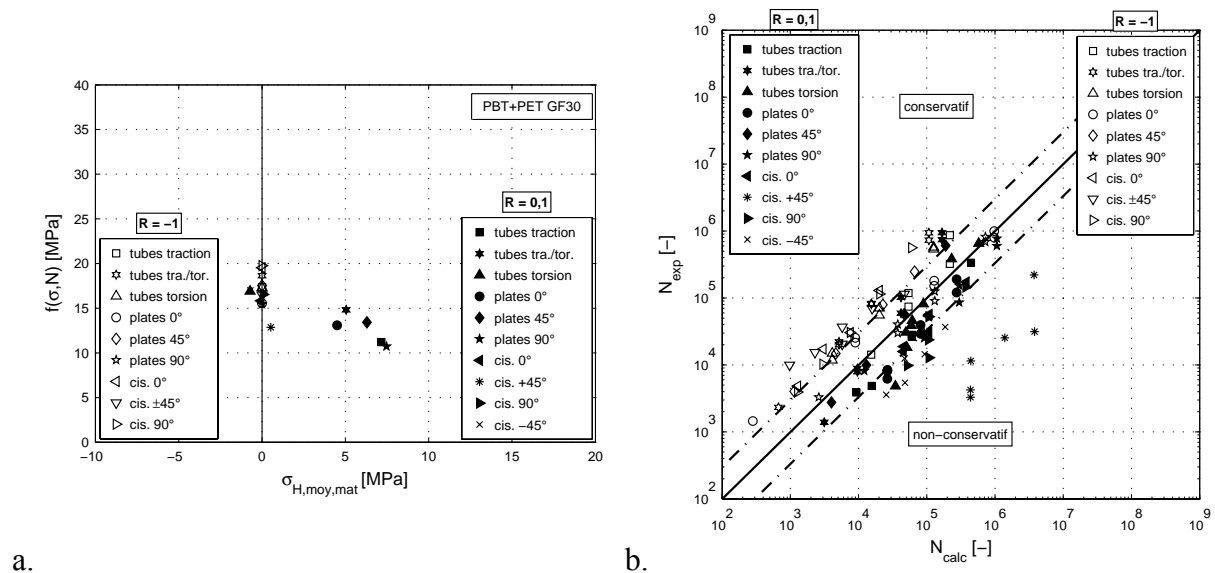 PBT+PET GF30
f(σ,N) [MPa]
40
35
30
25
20
15
10
5
0
−10
−5
0
5
10
15
20
σH,moy,mat [MPa]
R = −1
tubes traction
tubes tra./tor.
tubes torsion
plates 0°
plates 45°
plates 90°
cis. 0°
cis. ±45°
cis. 90°
R = 0,1
tubes traction
tubes tra./tor.
tubes torsion
plates 0°
plates 45°
plates 90°
cis. 0°
cis. +45°
cis. 90°
cis. −45°
a.
R = 0,1
tubes traction
tubes tra./tor.
tubes torsion
plates 0°
plates 45°
plates 90°
cis. 0°
cis. +45°
cis. 90°
cis. −45°
R = −1
tubes traction
tubes tra./tor.
tubes torsion
plates 0°
plates 45°
plates 90°
cis. 0°
cis. ±45°
cis. 90°
conservatif
non−conservatif
Nexp [−]
10^9
10^8
10^7
10^6
10^5
10^4
10^3
10^2
10^2
10^3
10^4
10^5
10^6
10^7
10^8
10^9
Ncalc [−]
b.